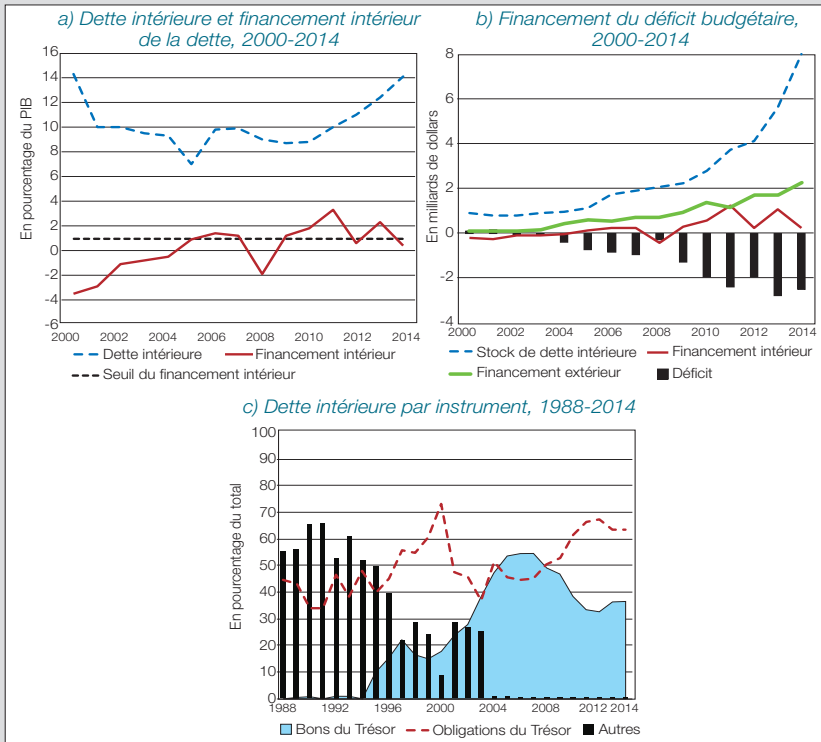 a) Dette intérieure et financement intérieur
de la dette, 2000-2014
En pourcentage du PIB
16
14
12
10
8
6
4
2
0
-2
-4
-6
2000 2002 2004 2006 2008 2010 2012 2014
Dette intérieure Financement intérieur
Seuil du financement intérieur
b) Financement du déficit budgétaire,
2000-2014
En milliards de dollars
8
6
4
2
0
-2
-4
2000 2002 2004 2006 2008 2010 2012 2014
Stock de dette intérieure Financement intérieur
Financement extérieur Déficit
c) Dette intérieure par instrument, 1988-2014
En pourcentage du total
100
90
80
70
60
50
40
30
20
10
0
1988 1992 1996 2000 2004 2008 2012 2014
Bons du Trésor Obligations du Trésor Autres